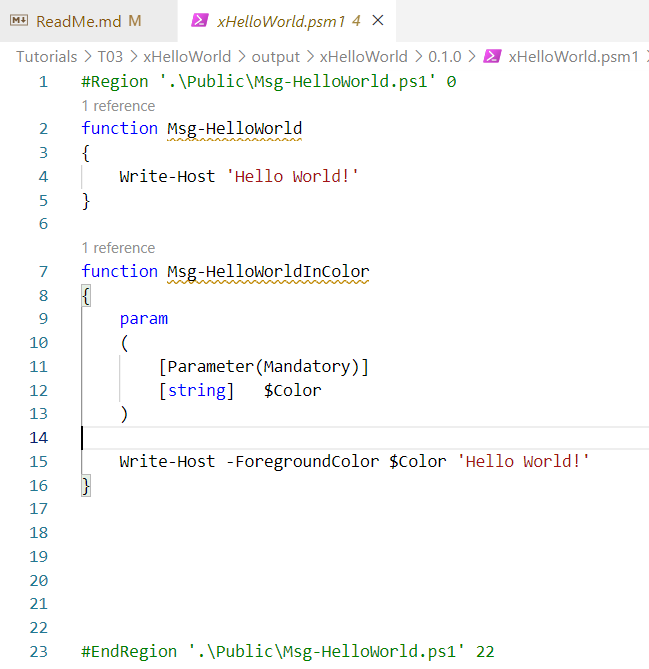 ReadMe.md M
xHelloWorld.psm1 4
Tutorials > T03 > xHelloWorld > output > xHelloWorld > 0.1.0 > xHelloWorld.psm1 >
1 #Region '.\Public\Msg-HelloWorld.ps1' 0
1 reference
2 function Msg-HelloWorld
3 {
4 Write-Host 'Hello World!'
5 }
6
1 reference
7 function Msg-HelloWorldInColor
8 {
9 param
10 (
11 [Parameter(Mandatory)]
12 [string] $Color
13 )
14
15 Write-Host -ForegroundColor $Color 'Hello World!'
16 }
17
18
19
20
21
22
23 #EndRegion '.\Public\Msg-HelloWorld.ps1' 22